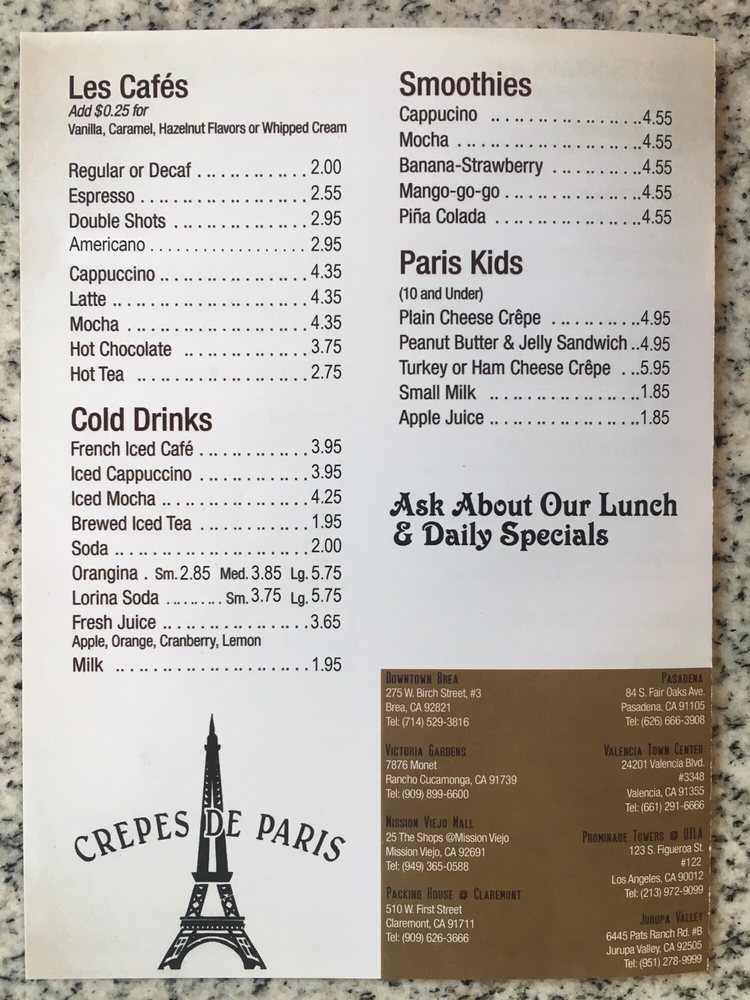 Les Cafés
Add $0.25 for
Vanilla, Caramel, Hazelnut Flavors or Whipped Cream
Regular or Decaf . . . . . . . . . . . . 2.00
Espresso . . . . . . . . . . . . . . . . . . 2.55
Double Shots . . . . . . . . . . . . . . 2.95
Americano . . . . . . . . . . . . . . . . . 2.95
Cappuccino . . . . . . . . . . . . . . . . 4.35
Latte . . . . . . . . . . . . . . . . . . . . . 4.35
Mocha . . . . . . . . . . . . . . . . . . . . 4.35
Hot Chocolate . . . . . . . . . . . . . . 3.75
Hot Tea . . . . . . . . . . . . . . . . . . . 2.75
Cold Drinks
French Iced Café . . . . . . . . . . . . 3.95
Iced Cappuccino . . . . . . . . . . . . 3.95
Iced Mocha . . . . . . . . . . . . . . . . 4.25
Brewed Iced Tea . . . . . . . . . . . . 1.95
Soda . . . . . . . . . . . . . . . . . . . . . 2.00
Orangina . Sm. 2.85 Med. 3.85 Lg. 5.75
Lorina Soda . . . . . . . . Sm. 3.75 Lg. 5.75
Fresh Juice . . . . . . . . . . . . . . . . 3.65
Apple, Orange, Cranberry, Lemon
Milk . . . . . . . . . . . . . . . . . . . . . 1.95
CREPES DE PARIS
Smoothies
Cappucino . . . . . . . . . . . . . . . . 4.55
Mocha . . . . . . . . . . . . . . . . . . . . 4.55
Banana-Strawberry . . . . . . . . . . 4.55
Mango-go-go . . . . . . . . . . . . . . . 4.55
Piña Colada . . . . . . . . . . . . . . . . 4.55
Paris Kids
(10 and Under)
Plain Cheese Crêpe . . . . . . . . . . 4.95
Peanut Butter & Jelly Sandwich . . 4.95
Turkey or Ham Cheese Crêpe . . . 5.95
Small Milk . . . . . . . . . . . . . . . . . 1.85
Apple Juice . . . . . . . . . . . . . . . . 1.85
Ask About Our Lunch
& Daily Specials
Downtown Brea
275 W. Birch Street, #3
Brea, CA 92821
Tel: (714) 529-3816
Victoria Gardens
7876 Monet
Rancho Cucamonga, CA 91739
Tel: (909) 899-6600
Mission Viejo Mall
25 The Shops @Mission Viejo
Mission Viejo, CA 92691
Tel: (949) 365-0588
Packing House @ Claremont
510 W. First Street
Claremont, CA 91711
Tel: (909) 626-3666
Pasadena
84 S. Fair Oaks Ave.
Pasadena, CA 91105
Tel: (626) 666-3908
Valencia Town Center
24201 Valencia Blvd.
#3348
Valencia, CA 91355
Tel: (661) 291-6666
Prominade Towers @ DTLA
123 S. Figueroa St.
#122
Los Angeles, CA 90012
Tel: (213) 972-9099
Jurupa Valley
6445 Pats Ranch Rd. #B
Jurupa Valley, CA 92505
Tel: (951) 278-9999